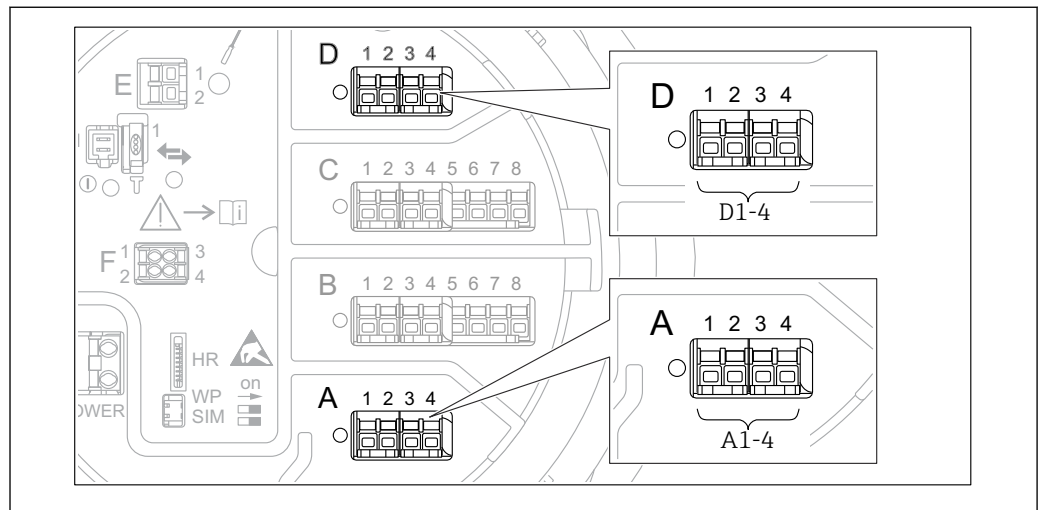 D 1 2 3 4
E 1
2
1
C 1 2 3 4 5 6 7 8
i
F 1 3
2 4
B 1 2 3 4 5 6 7 8
HR
WP on
SIM
OWER
A 1 2 3 4
D 1 2 3 4
D1-4
A 1 2 3 4
A1-4